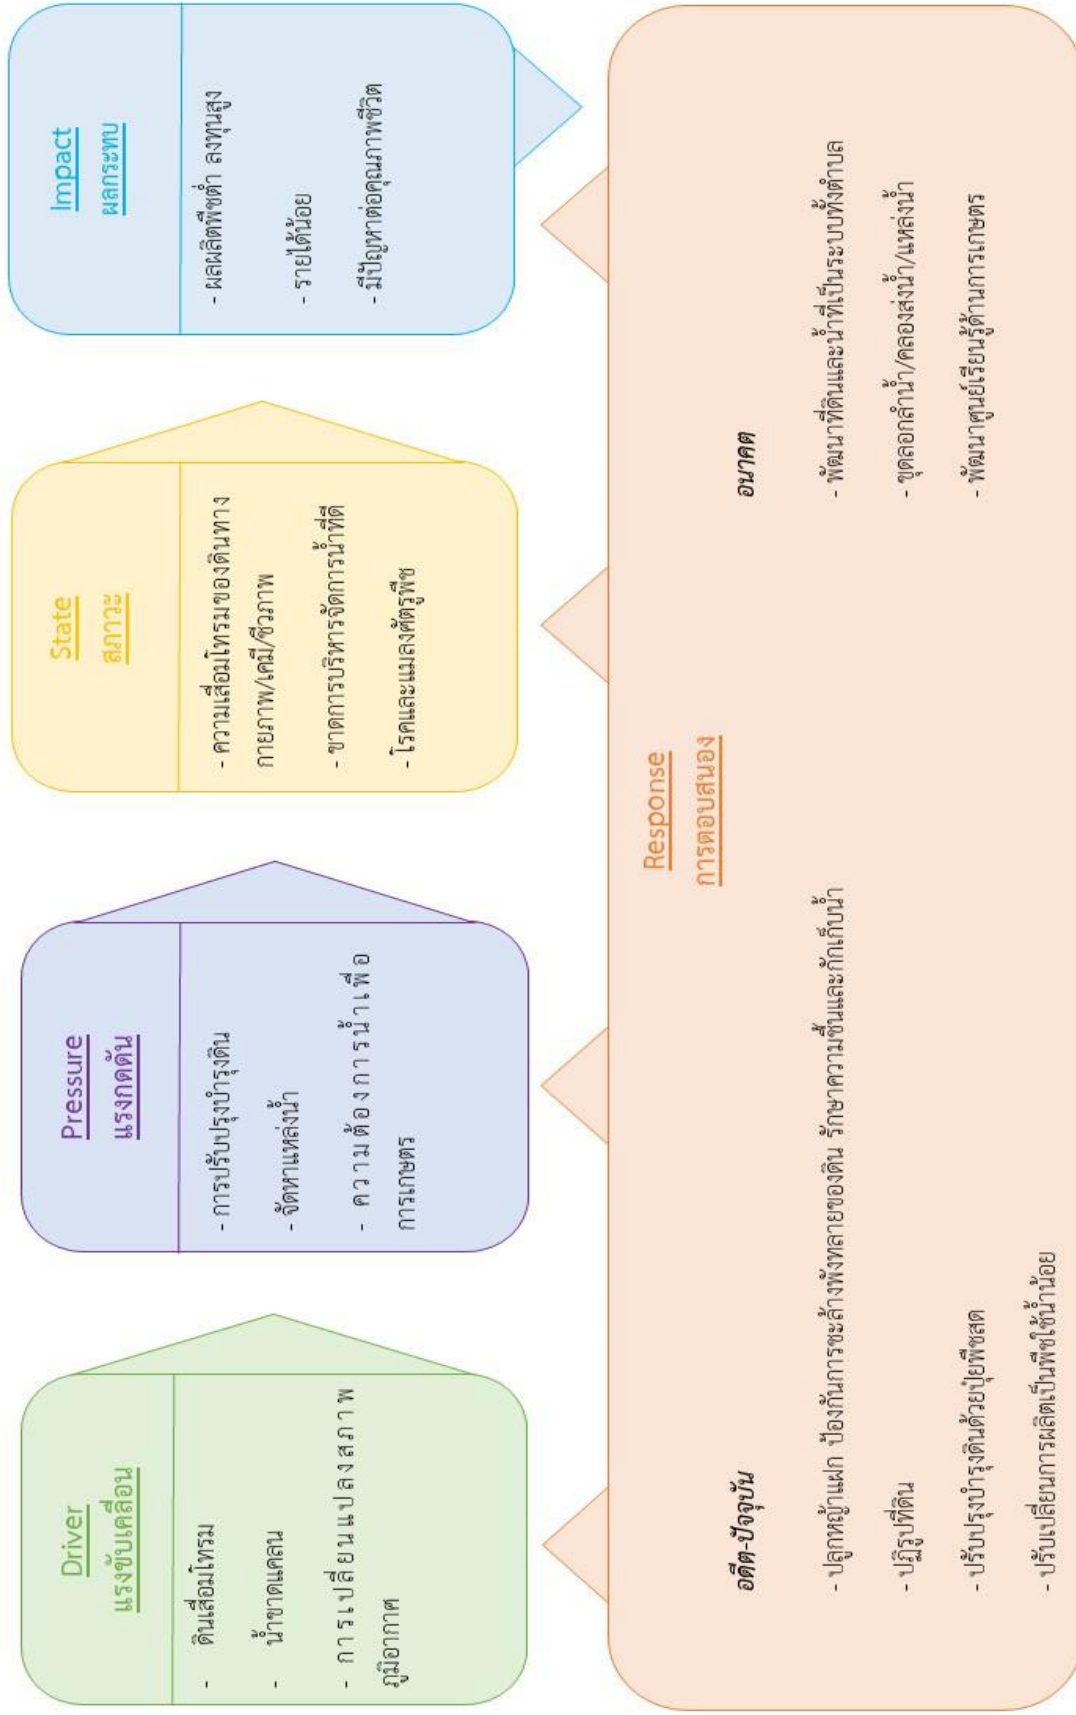 Driver
แรงขับเคลื่อน
- ดินเสื่อมโทรม
- น้ำขาดแคลน
- การเปลี่ยนแปลงสภาพ
ภูมิอากาศ
Pressure
แรงกดดัน
- การปรับปรุงบำรุงดิน
- จัดหาแหล่งน้ำ
- ความต้องการน้ำเพื่อ
การเกษตร
State
สภาวะ
- ความเสื่อมโทรมของดินทาง
กายภาพ/เคมี/ชีวภาพ
- ขาดการบริหารจัดการน้ำที่ดี
- โรคและแมลงศัตรูพืช
Impact
ผลกระทบ
- ผลผลิตพืชต่ำ ลงทุนสูง
- รายได้น้อย
- มีปัญหาต่อคุณภาพชีวิต
Response
การตอบสนอง
อดีต-ปัจจุบัน
- ปลูกหญ้าแฝก ป้องกันการชะล้างพังทลายของดิน รักษาความชื้นและกักเก็บน้ำ
- ปฏิรูปที่ดิน
- ปรับปรุงบำรุงดินด้วยปุ๋ยพืชสด
- ปรับเปลี่ยนการผลิตเป็นพืชใช้น้ำน้อย
อนาคต
- พัฒนาที่ดินและน้ำที่เป็นระบบทั้งตำบล
- ขุดลอกลำน้ำ/คลองส่งน้ำ/แหล่งน้ำ
- พัฒนาศูนย์เรียนรู้ด้านการเกษตร